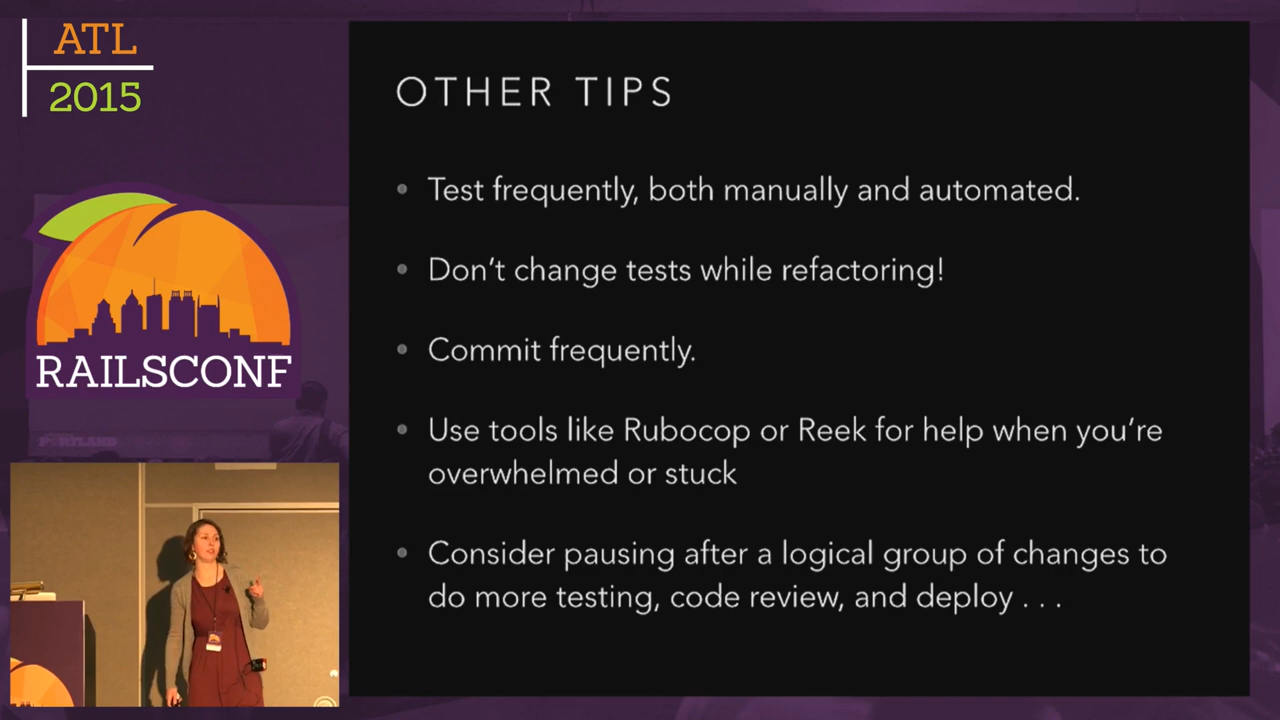 ATL
2015
RAILSCONF
PORTLAND
OTHER TIPS
• Test frequently, both manually and automated.
• Don't change tests while refactoring!
• Commit frequently.
• Use tools like Rubocop or Reek for help when you're
overwhelmed or stuck
• Consider pausing after a logical group of changes to
do more testing, code review, and deploy . . .